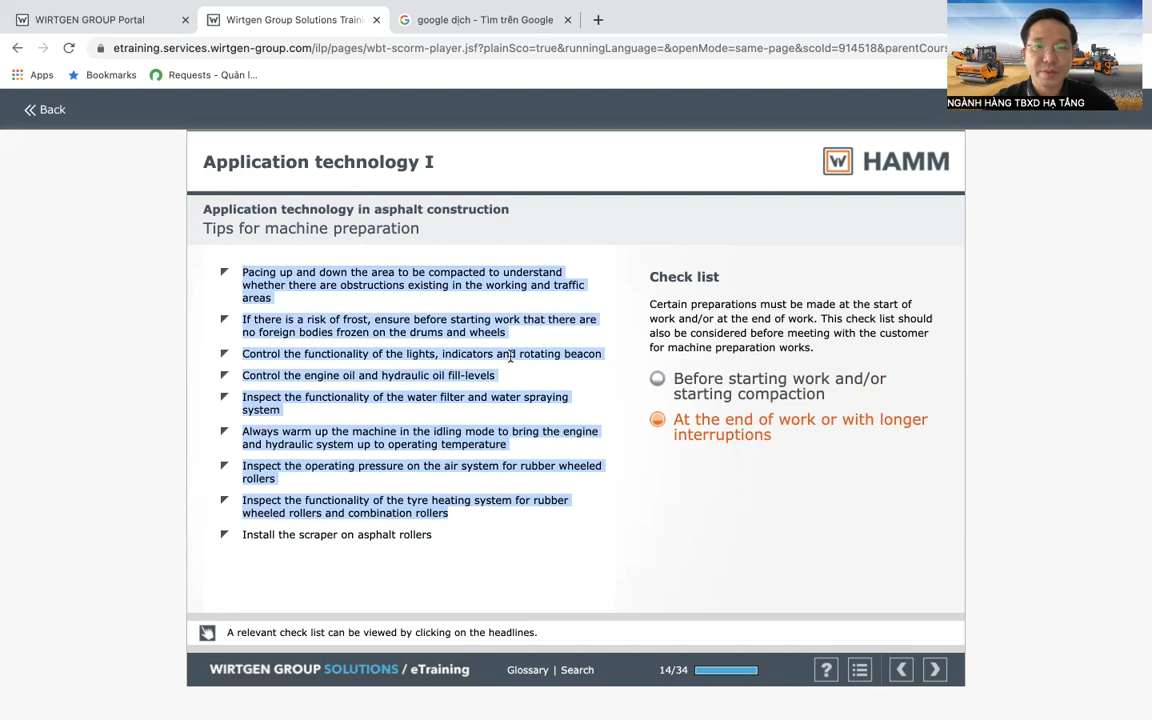 WIRTGEN GROUP Portal
Wirtgen Group Solutions Traini
google dịch - Tìm trên Google
etraining.services.wirtgen-group.com/ilp/pages/wbt-scorm-player.jsf?plainSco=true&runningLanguage=&openMode=same-page&scoId=914518&parentCours
Apps
Bookmarks
Requests - Quản l...
NGÀNH HÀNG TBXD HẠ TẦNG
Back
Application technology I
W HAMM
Application technology in asphalt construction
Tips for machine preparation
Pacing up and down the area to be compacted to understand
whether there are obstructions existing in the working and traffic
areas
If there is a risk of frost, ensure before starting work that there are
no foreign bodies frozen on the drums and wheels
Control the functionality of the lights, indicators and rotating beacon
Control the engine oil and hydraulic oil fill-levels
Inspect the functionality of the water filter and water spraying
system
Always warm up the machine in the idling mode to bring the engine
and hydraulic system up to operating temperature
Inspect the operating pressure on the air system for rubber wheeled
rollers
Inspect the functionality of the tyre heating system for rubber
wheeled rollers and combination rollers
Install the scraper on asphalt rollers
Check list
Certain preparations must be made at the start of
work and/or at the end of work. This check list should
also be considered before meeting with the customer
for machine preparation works.
Before starting work and/or
starting compaction
At the end of work or with longer
interruptions
A relevant check list can be viewed by clicking on the headlines.
WIRTGEN GROUP SOLUTIONS / eTraining
Glossary | Search
14/34
?